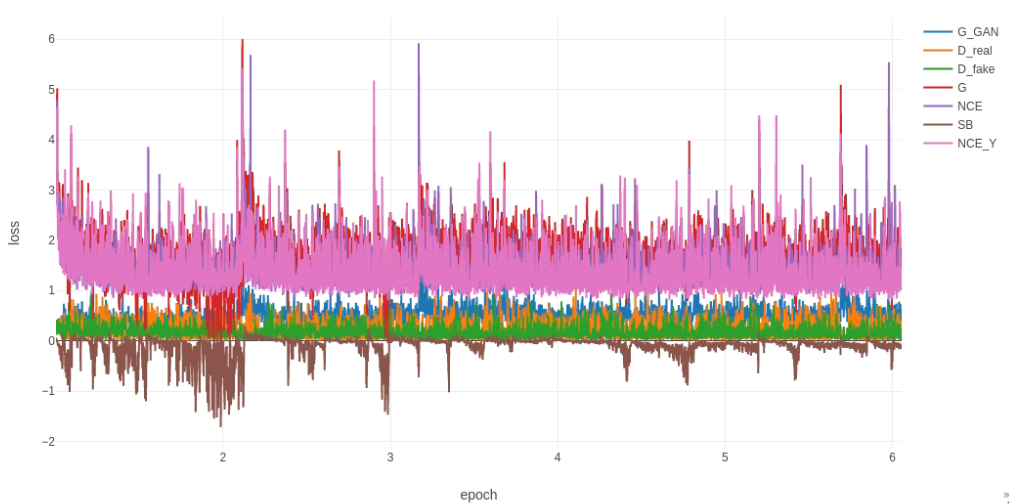 6
5
4
3
2
1
0
−1
−2
loss
2
3
4
5
6
epoch
G_GAN
D_real
D_fake
G
NCE
SB
NCE_Y
»